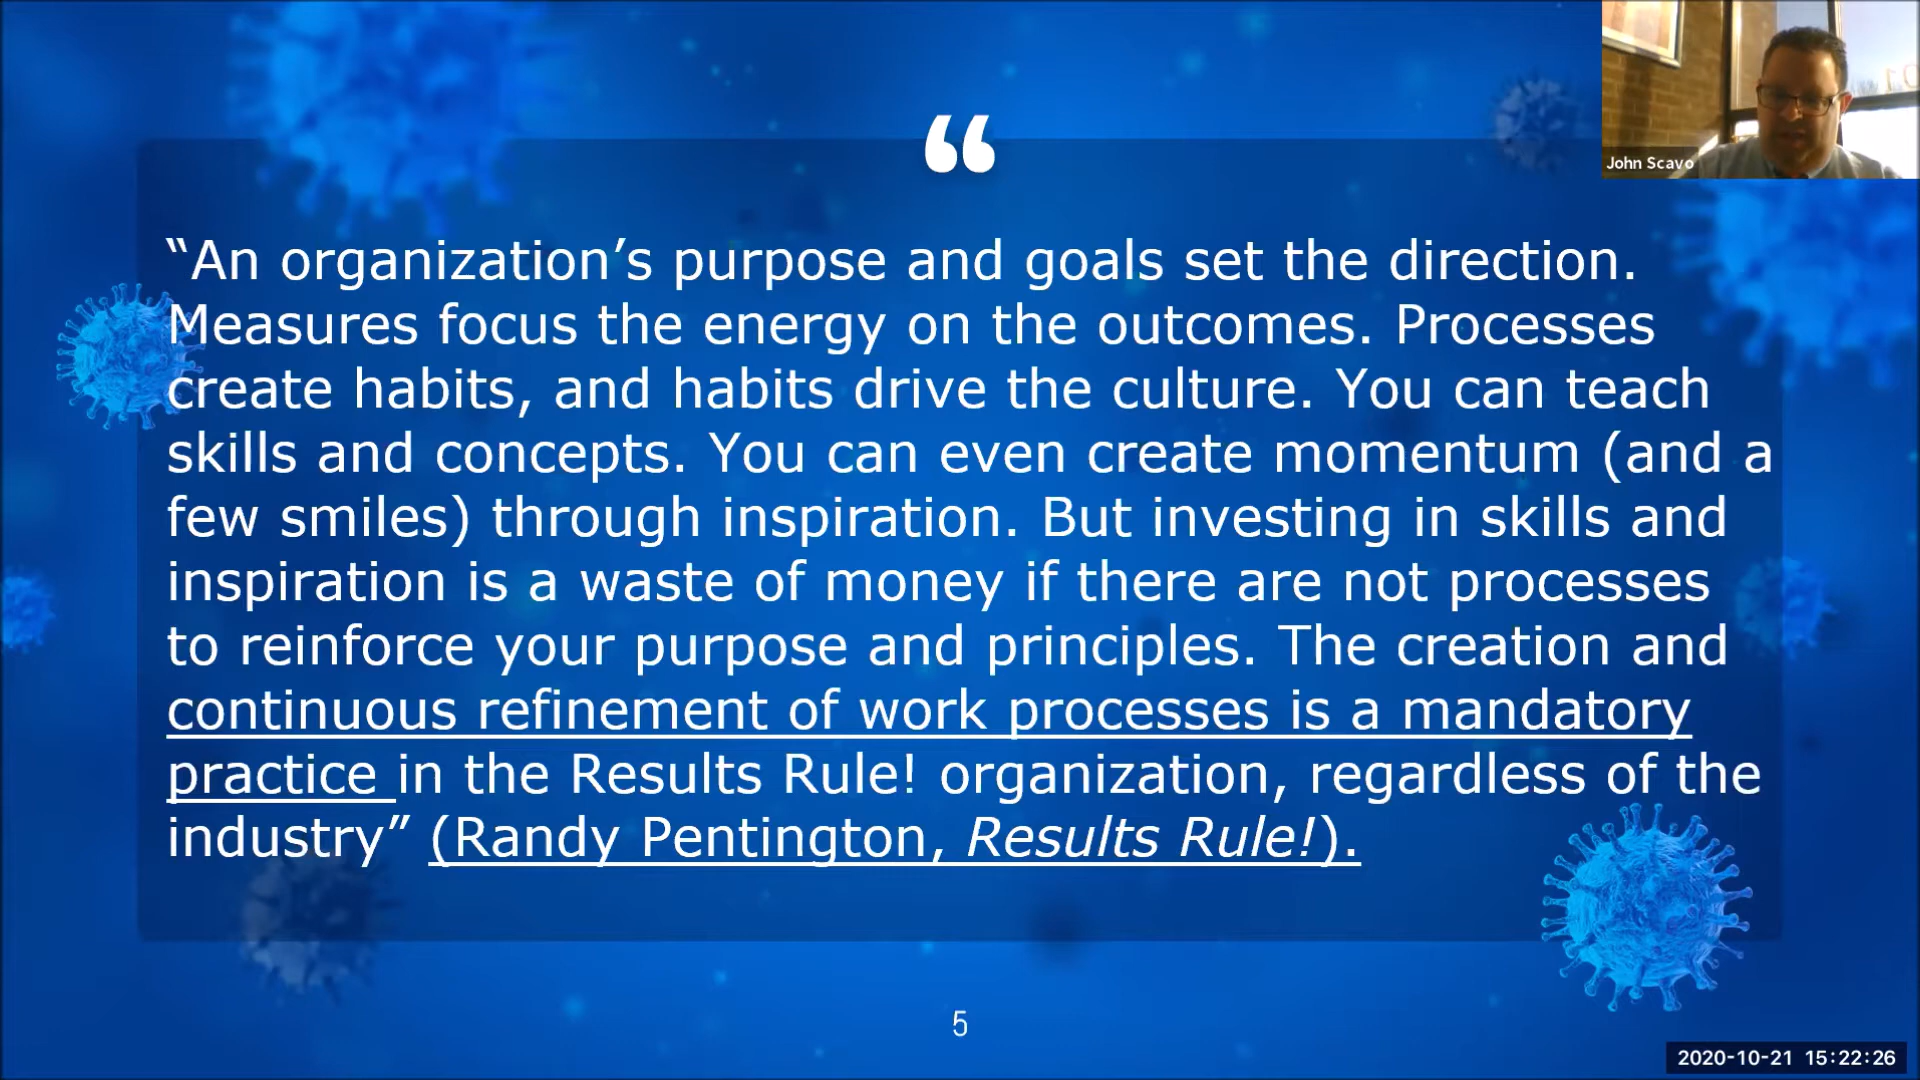 “
John Scavo
“An organization’s purpose and goals set the direction.
Measures focus the energy on the outcomes. Processes
create habits, and habits drive the culture. You can teach
skills and concepts. You can even create momentum (and a
few smiles) through inspiration. But investing in skills and
inspiration is a waste of money if there are not processes
to reinforce your purpose and principles. The creation and
continuous refinement of work processes is a mandatory
practice in the Results Rule! organization, regardless of the
industry” (Randy Pentington, Results Rule!).
5
2020-10-21 15:22:26